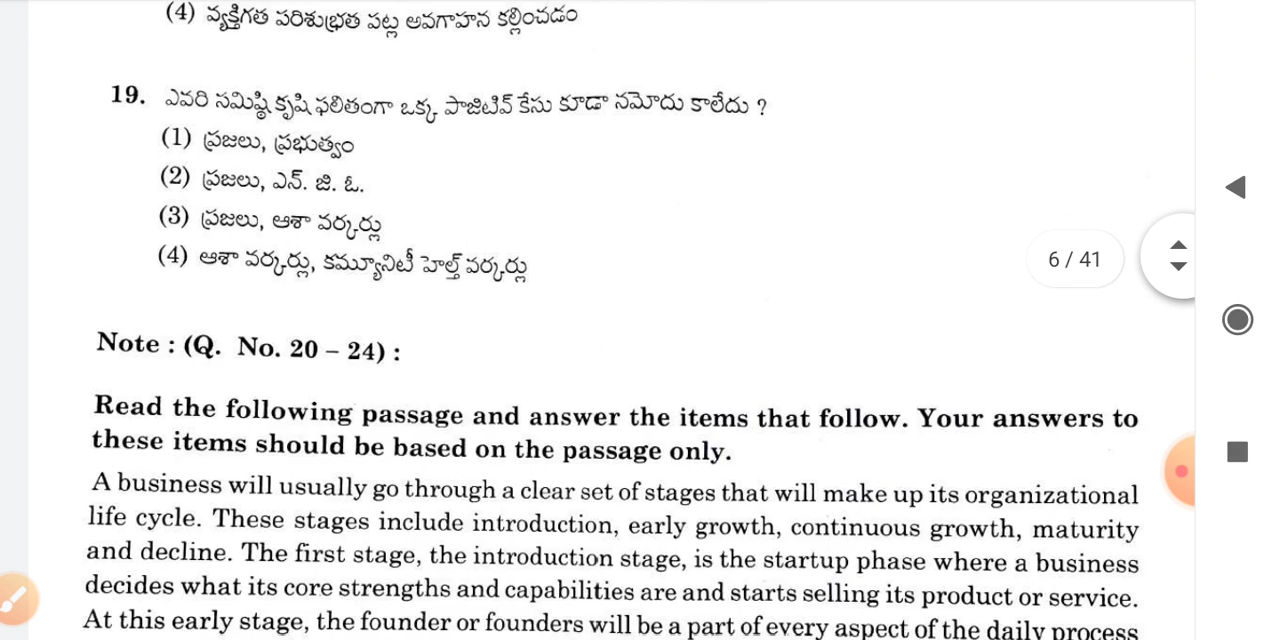 (4) వ్యక్తిగత పరిశుభ్రత పట్ల అవగాహన కల్పించడం
19. ఎవరి సమిష్ఠి కృషి ఫలితంగా ఒక్క పాజిటివ్ కేసు కూడా నమోదు కాలేదు ?
(1) ప్రజలు, ప్రభుత్వం
(2) ప్రజలు, ఎన్. జి. ఓ.
(3) ప్రజలు, ఆశా వర్కర్లు
(4) ఆశా వర్కర్లు, కమ్యూనిటీ హెల్త్ వర్కర్లు
6 / 41
Note : (Q. No. 20 – 24) :
Read the following passage and answer the items that follow. Your answers to
these items should be based on the passage only.
A business will usually go through a clear set of stages that will make up its organizational
life cycle. These stages include introduction, early growth, continuous growth, maturity
and decline. The first stage, the introduction stage, is the startup phase where a business
decides what its core strengths and capabilities are and starts selling its product or service.
At this early stage, the founder or founders will be a part of every aspect of the daily process